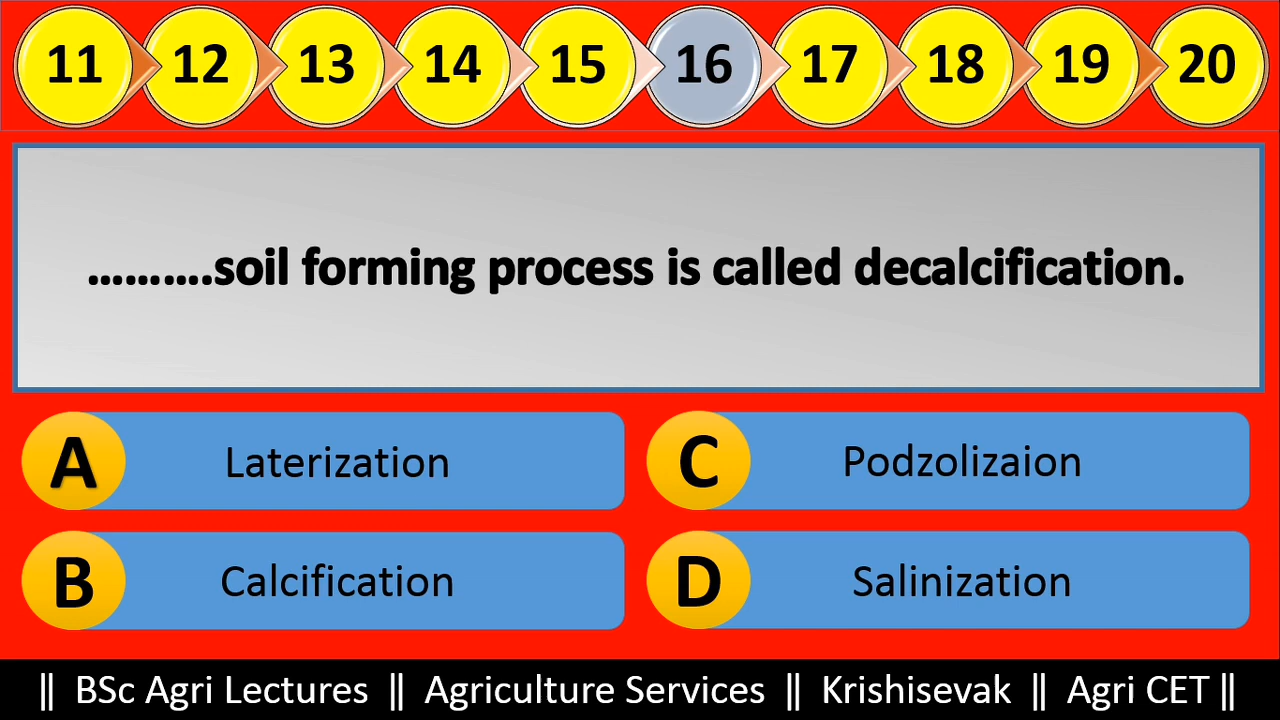 11 12 13 14 15 16 17 18 19 20
..........soil forming process is called decalcification.
A Laterization
C Podzolizaion
B Calcification
D Salinization
|| BSc Agri Lectures || Agriculture Services || Krishisevak || Agri CET ||